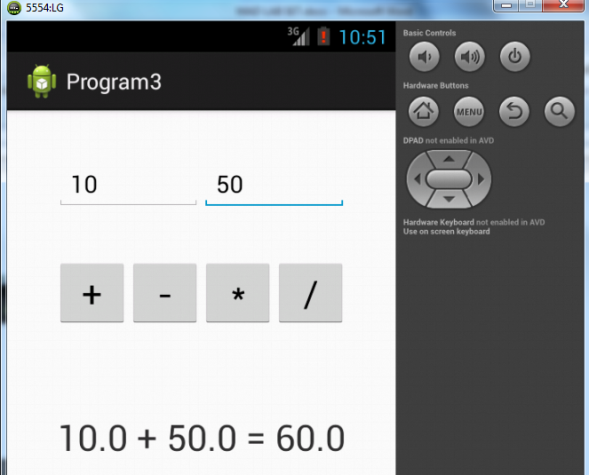 5554:LG
3G 10:51
Program3
10
50
+
-
*
/
10.0 + 50.0 = 60.0
Basic Controls
Hardware Buttons
MENU
DPAD not enabled in AVD
Hardware Keyboard not enabled in AVD
Use on screen keyboard